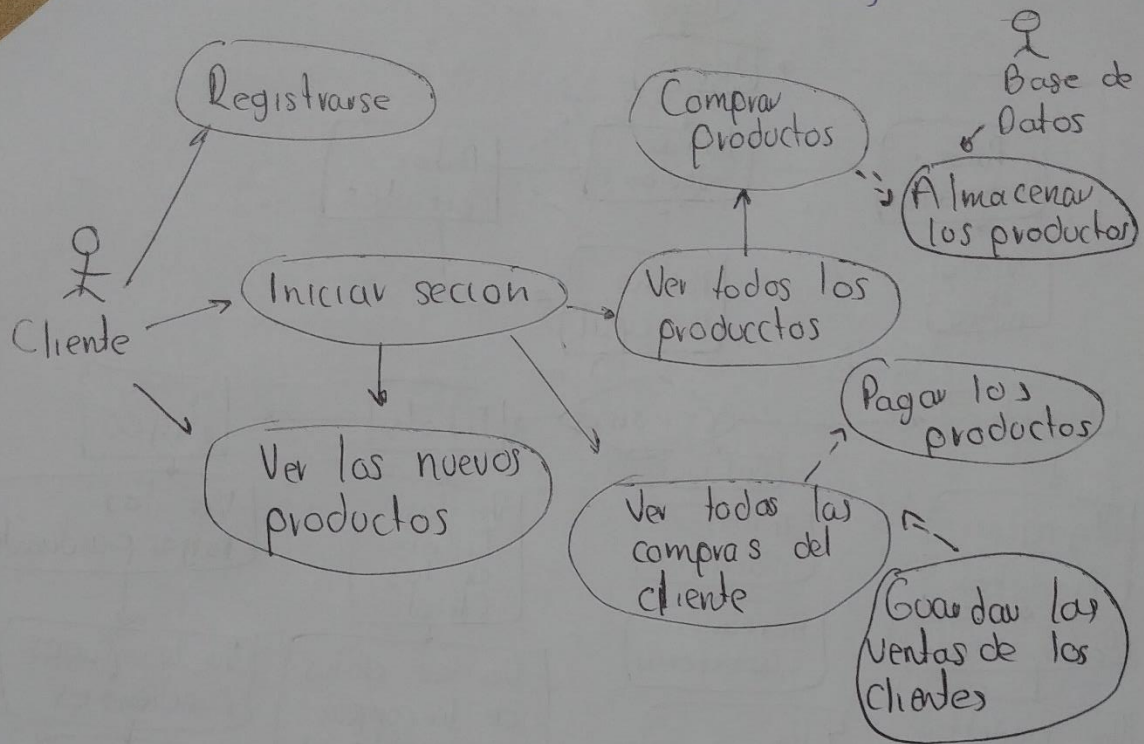 Registrarse
Comprar
productos
Base de
Datos
Almacenar
los productos
Cliente
Iniciar secion
Ver todos los
producctos
Ver los nuevos
productos
Pagar los
productos
Ver todas las
compras del
cliente
Guardar las
ventas de los
clientes